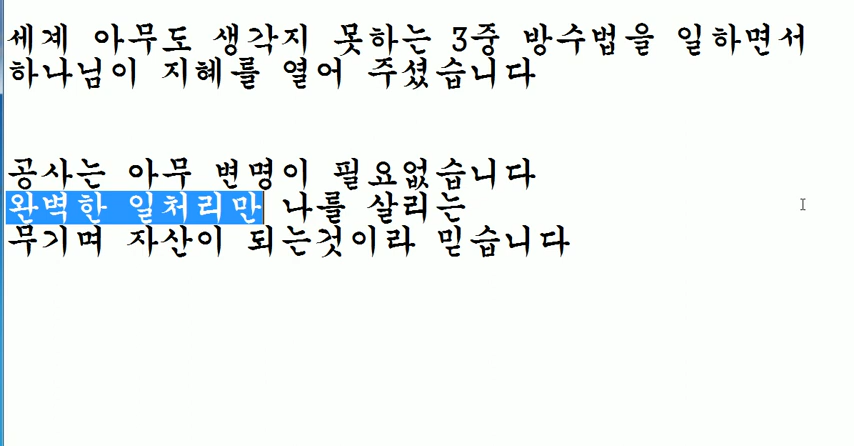 세계 아무도 생각지 못하는 3중 방수법을 일하면서
하나님이 지혜를 열어 주셨습니다
공사는 아무 변명이 필요없습니다
완벽한 일처리만 나를 살리는
무기며 자산이 되는것이라 믿습니다